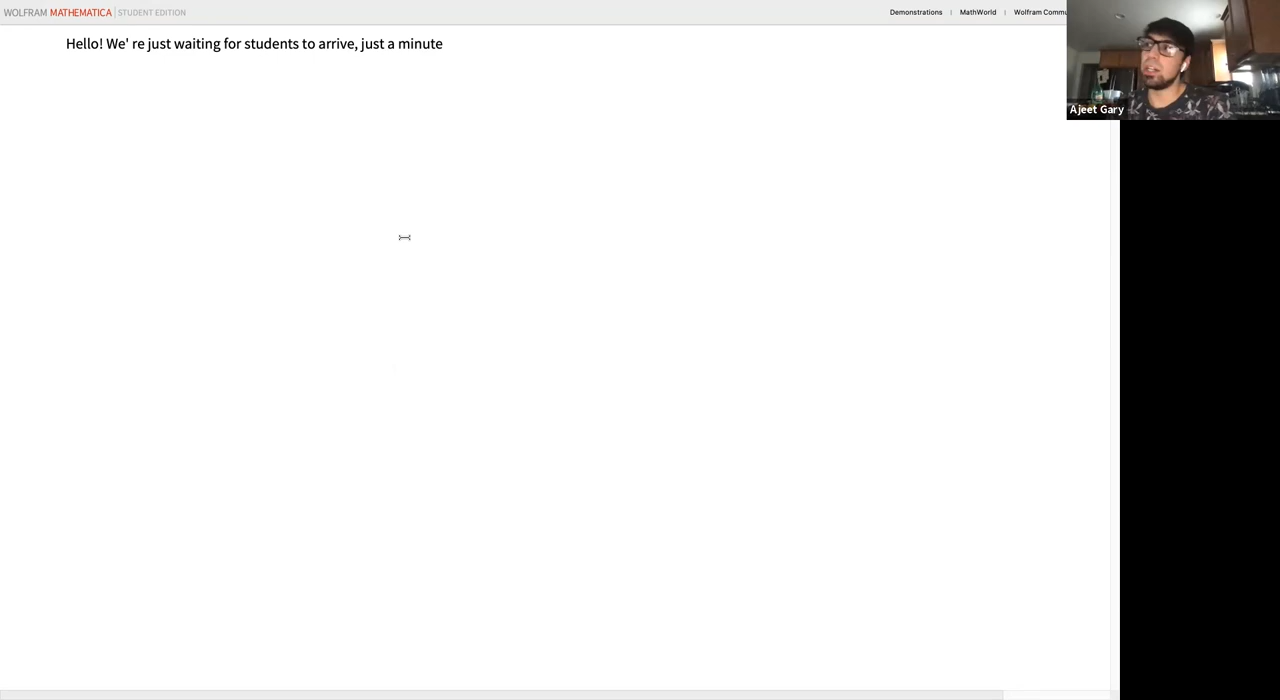 WOLFRAM MATHEMATICA STUDENT EDITION
Demonstrations MathWorld Wolfram Commu
Hello! We' re just waiting for students to arrive, just a minute
Ajeet Gary